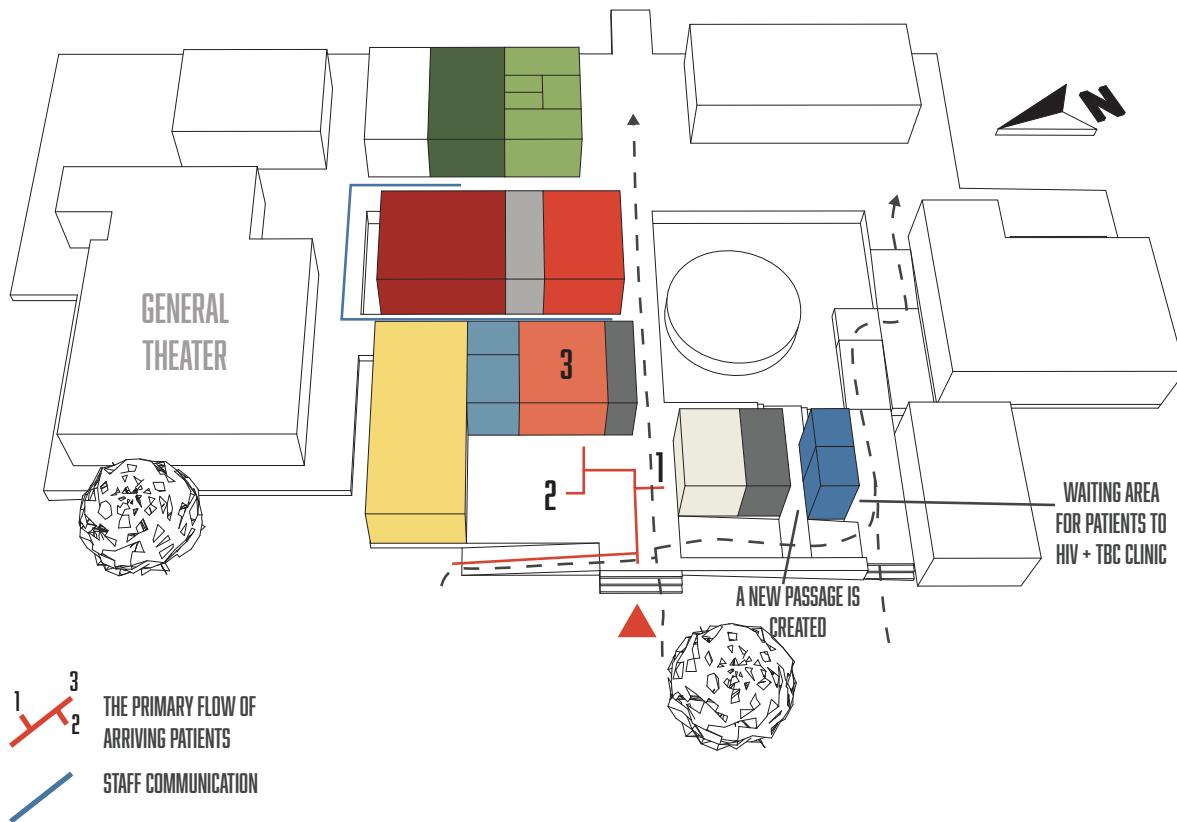 N
GENERAL
THEATER
3
1
2
WAITING AREA
FOR PATIENTS TO
HIV + TBC CLINIC
A NEW PASSAGE IS
CREATED
1
3
2
THE PRIMARY FLOW OF
ARRIVING PATIENTS
STAFF COMMUNICATION